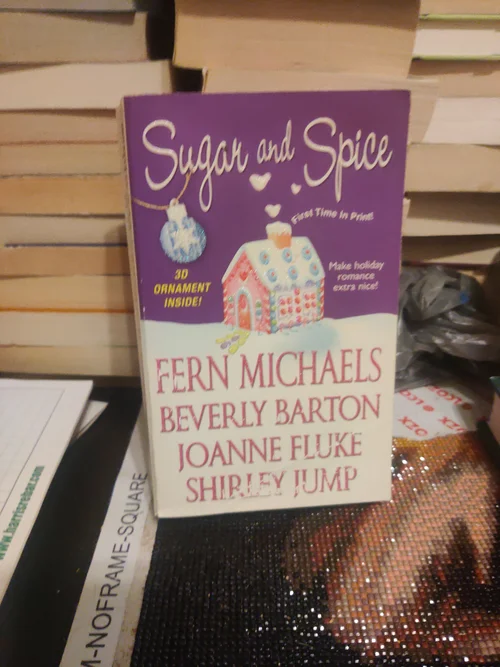 Sugar and Spice
First Time In Print!
3D
ORNAMENT
INSIDE!
Make holiday
romance
extra nice!
FERN MICHAELS
BEVERLY BARTON
JOANNE FLUKE
SHIRLEY JUMP
M-NOFRAME-SQUARE